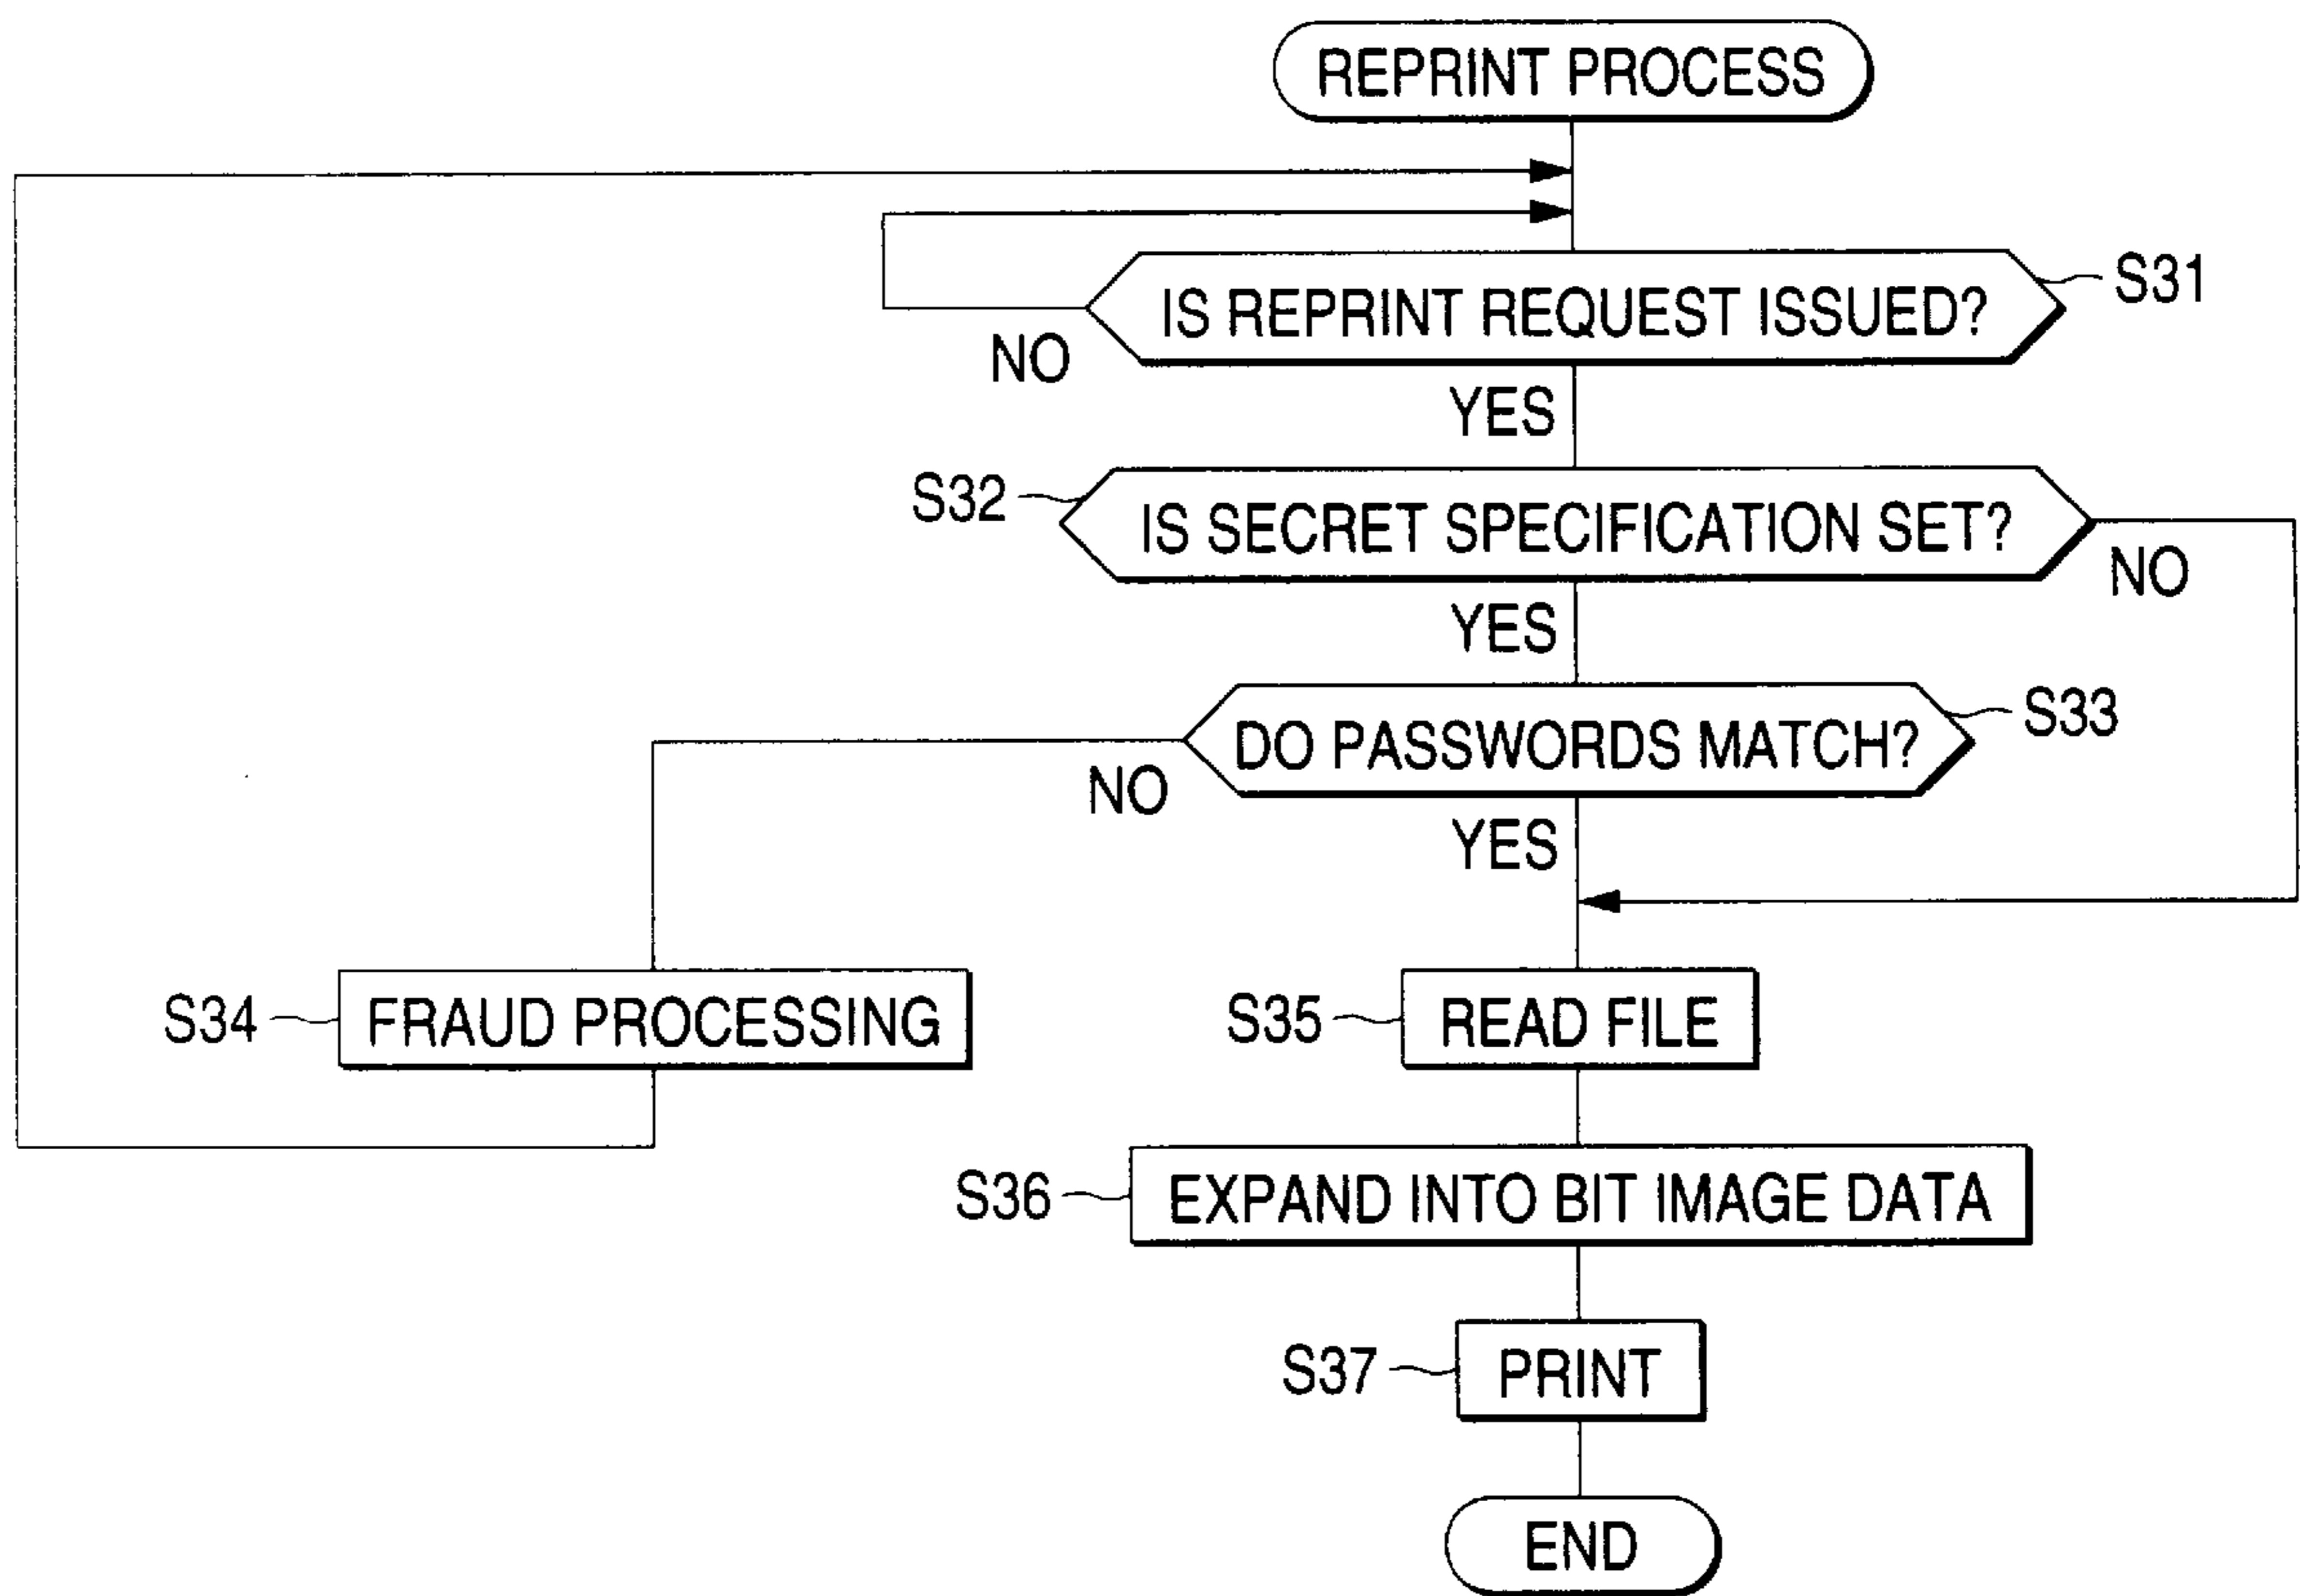 REPRINT PROCESS
IS REPRINT REQUEST ISSUED?
S31
NO
YES
S32
IS SECRET SPECIFICATION SET?
NO
YES
DO PASSWORDS MATCH?
S33
NO
YES
S34
FRAUD PROCESSING
S35
READ FILE
S36
EXPAND INTO BIT IMAGE DATA
S37
PRINT
END